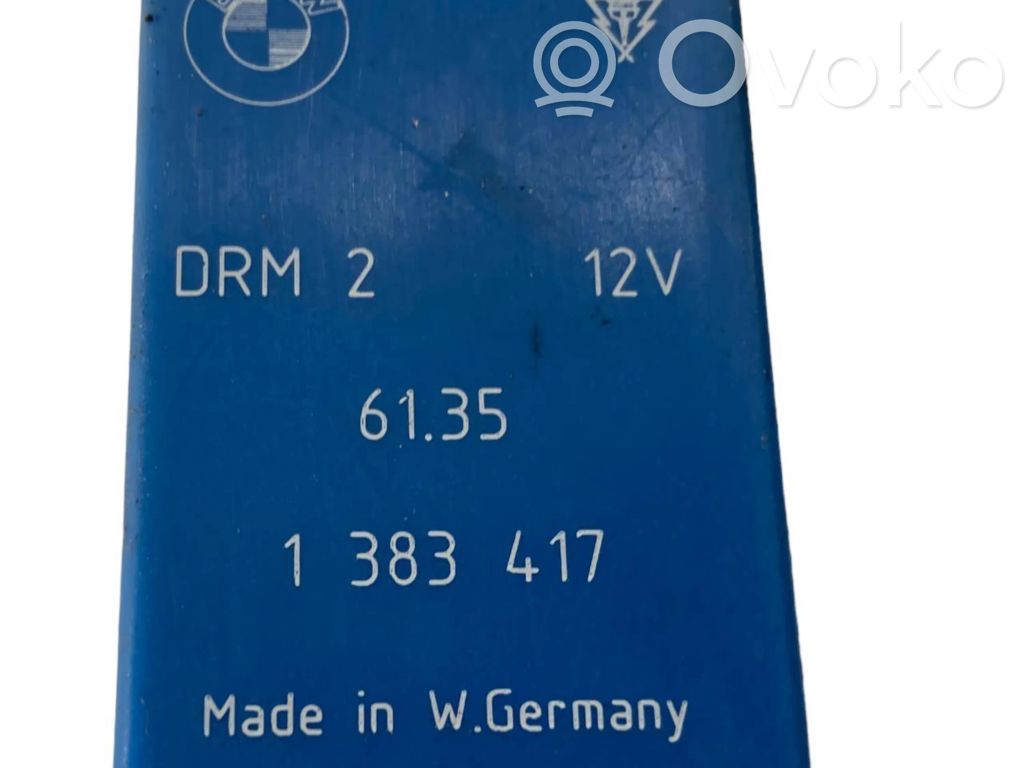 Ovoko
DRM 2 12V
61.35
1 383 417
Made in W.Germany